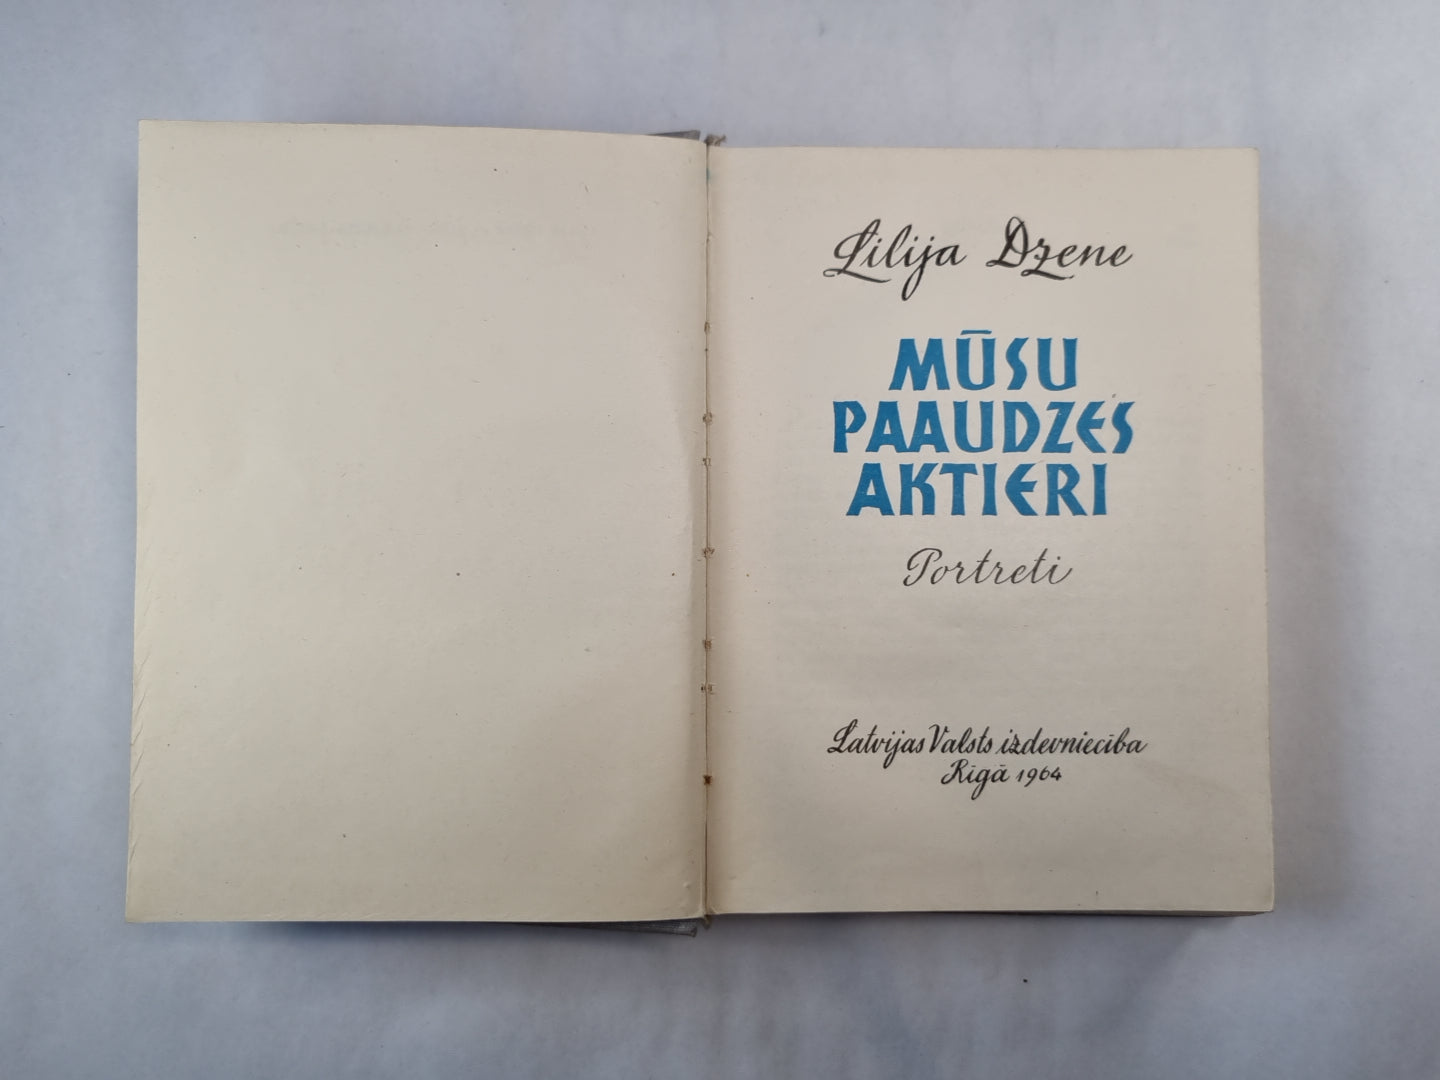 Lilija Dzene
MŪSU
PAAUDZES
AKTIERI
Portreti
Latvijas Valsts izdevniecība
Rīgā 1964